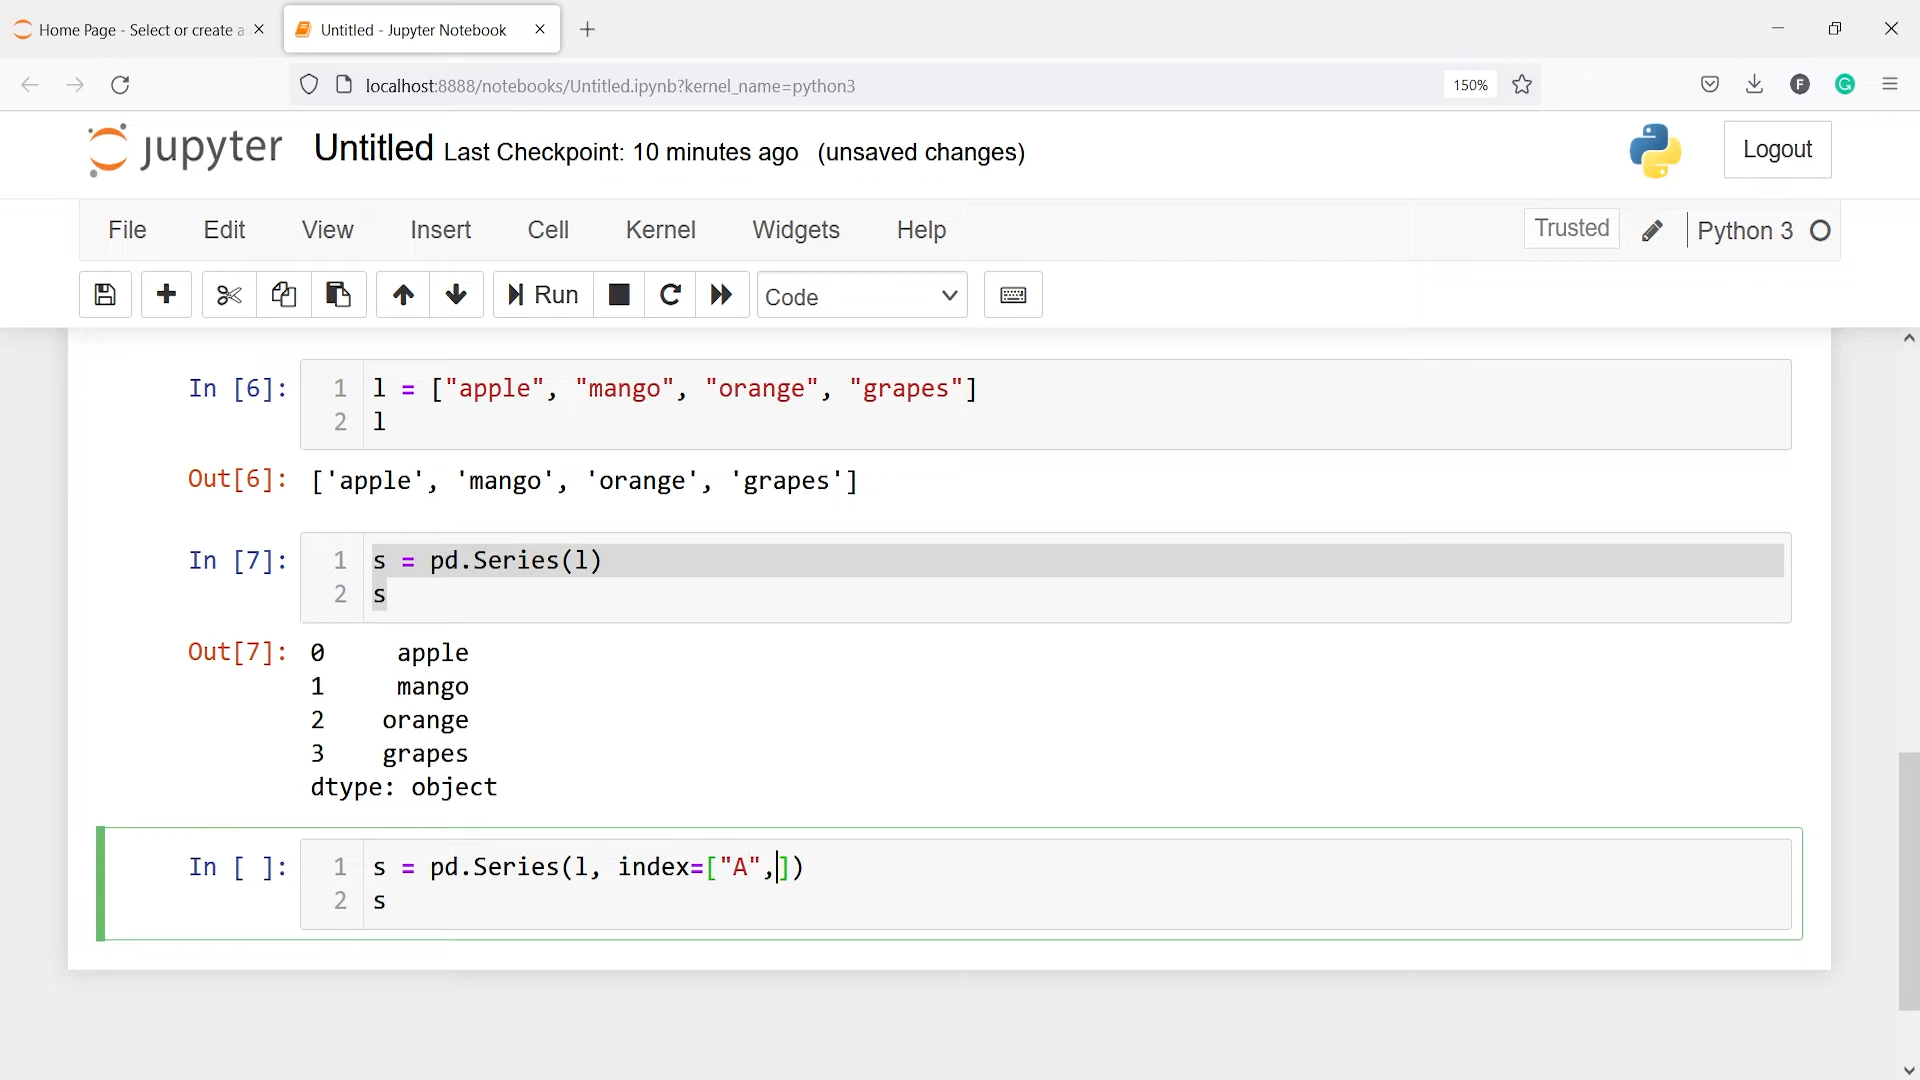 Home Page - Select or create a
Untitled - Jupyter Notebook
localhost:8888/notebooks/Untitled.ipynb?kernel_name=python3
150%
F
G
jupyter Untitled Last Checkpoint: 10 minutes ago (unsaved changes)
Logout
File Edit View Insert Cell Kernel Widgets Help
Trusted
Python 3
Run
Code
In [6]: 1 l = ["apple", "mango", "orange", "grapes"]
2 l
Out[6]: ['apple', 'mango', 'orange', 'grapes']
In [7]: 1 s = pd.Series(l)
2 s
Out[7]: 0 apple
1 mango
2 orange
3 grapes
dtype: object
In [ ]: 1 s = pd.Series(l, index=["A",])
2 s